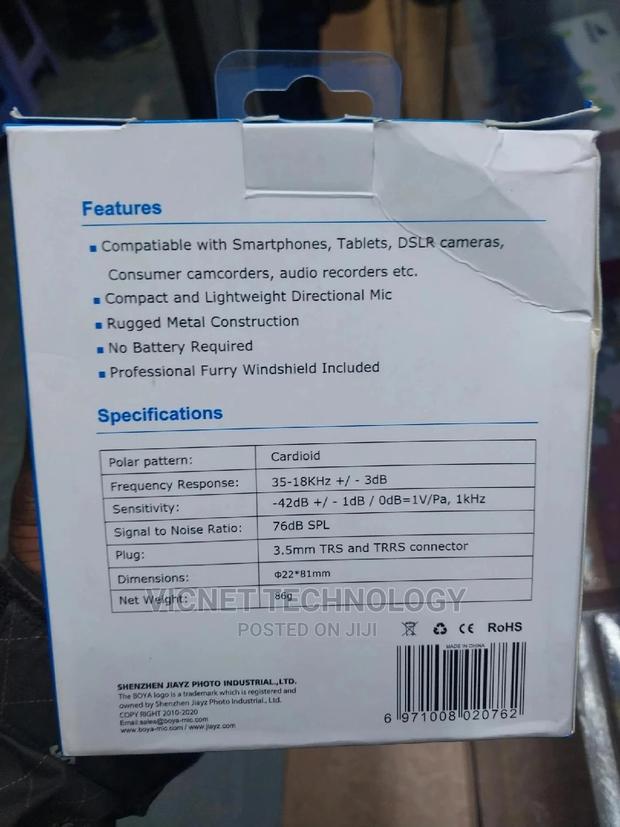 Features
Compatiable with Smartphones, Tablets, DSLR cameras,
Consumer camcorders, audio recorders etc.
Compact and Lightweight Directional Mic
Rugged Metal Construction
No Battery Required
Professional Furry Windshield Included
Specifications
Polar pattern: Cardioid
Frequency Response: 35-18KHz +/ - 3dB
Sensitivity: -42dB +/ - 1dB / 0dB=1V/Pa, 1kHz
Signal to Noise Ratio: 76dB SPL
Plug: 3.5mm TRS and TRRS connector
Dimensions: Φ22*81mm
Net Weight: 86g
VICNET TECHNOLOGY
POSTED ON JIJI
CE RoHS
MADE IN CHINA
SHENZHEN JIAYZ PHOTO INDUSTRIAL.,LTD.
The BOYA logo is a trademark which is registered and
owned by Shenzhen Jiayz Photo Industrial., Ltd
COPY RIGHT 2010-2020
Email:sales@boya-mic.com
www.boya-mic.com / www.jiayz.com
6 971008 020762